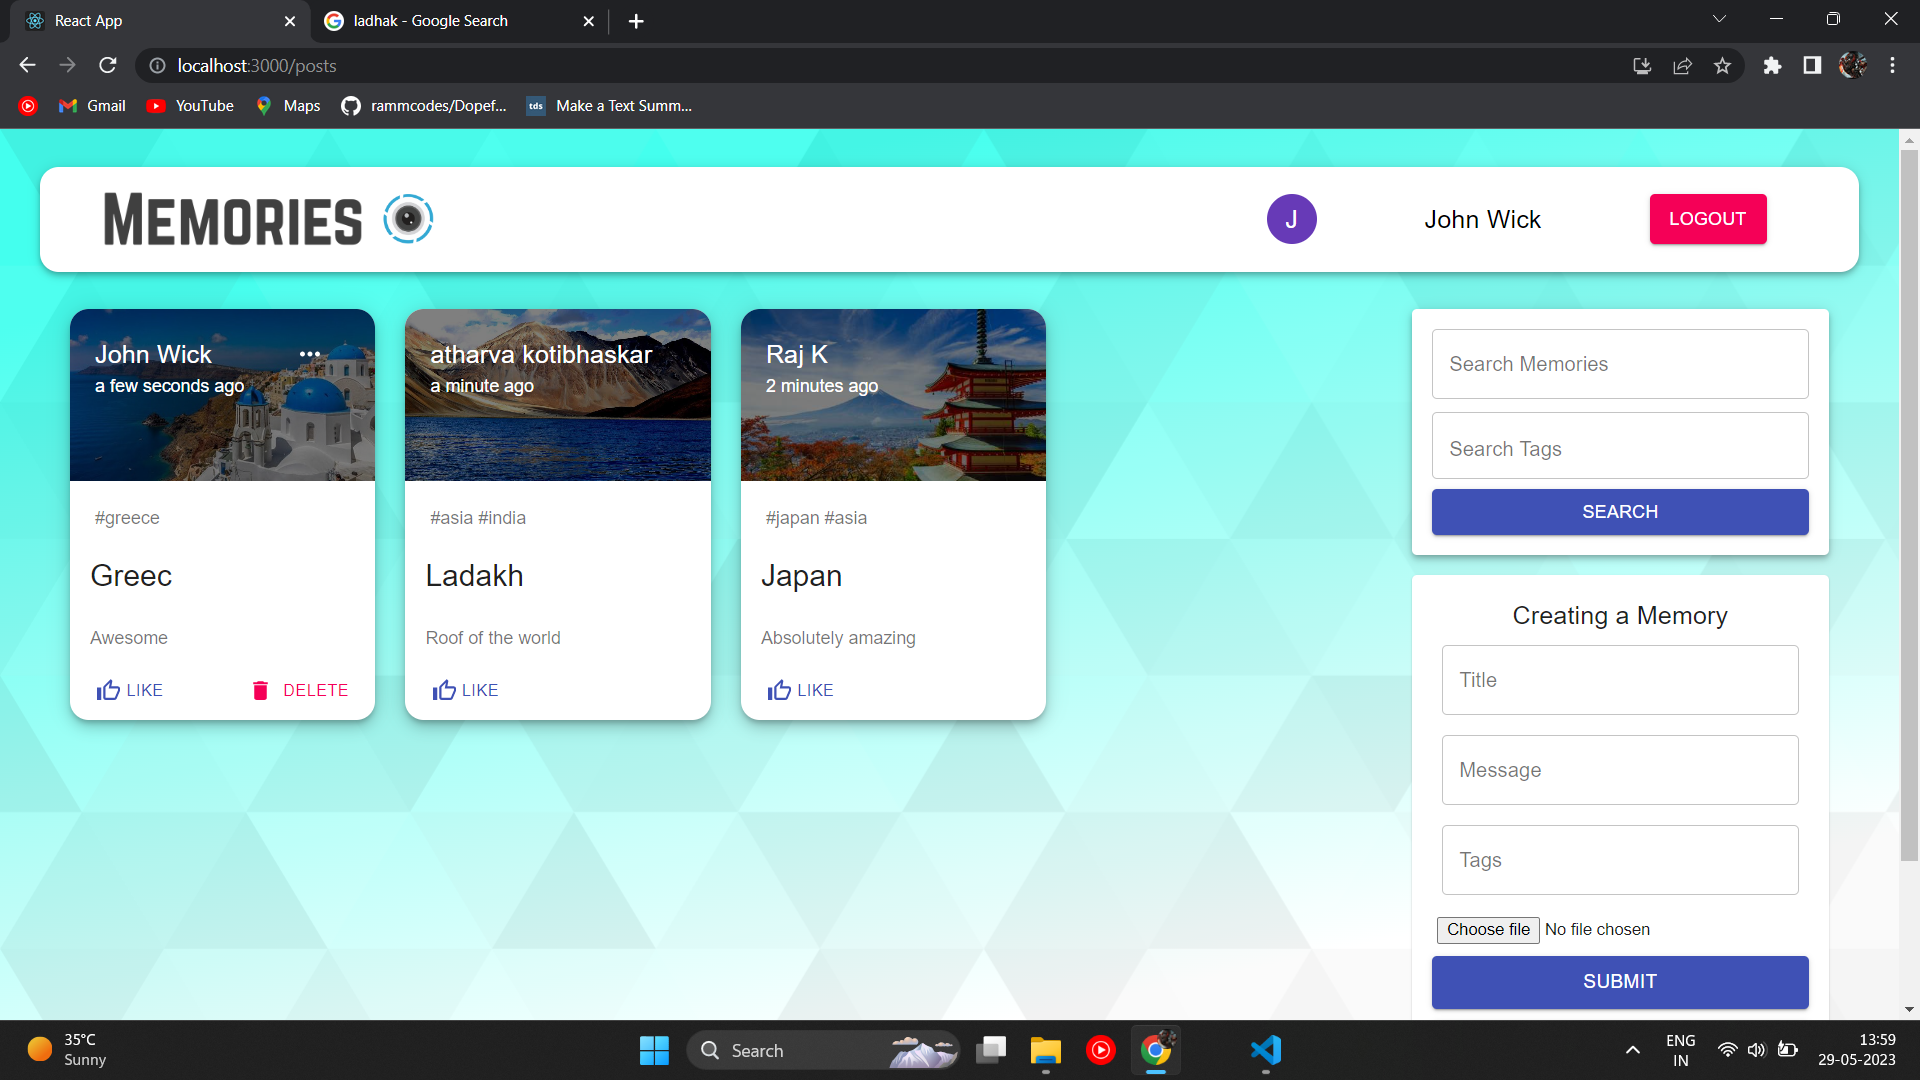 React App
ladhak - Google Search
localhost:3000/posts
Gmail
YouTube
Maps
rammcodes/Dopef...
tds
Make a Text Summ...
MEMORIES
J
John Wick
LOGOUT
John Wick
a few seconds ago
#greece
Greec
Awesome
LIKE
DELETE
atharva kotibhaskar
a minute ago
#asia #india
Ladakh
Roof of the world
LIKE
Raj K
2 minutes ago
#japan #asia
Japan
Absolutely amazing
LIKE
Search Memories
Search Tags
SEARCH
Creating a Memory
Title
Message
Tags
Choose file No file chosen
SUBMIT
35°C
Sunny
Search
ENG
IN
13:59
29-05-2023